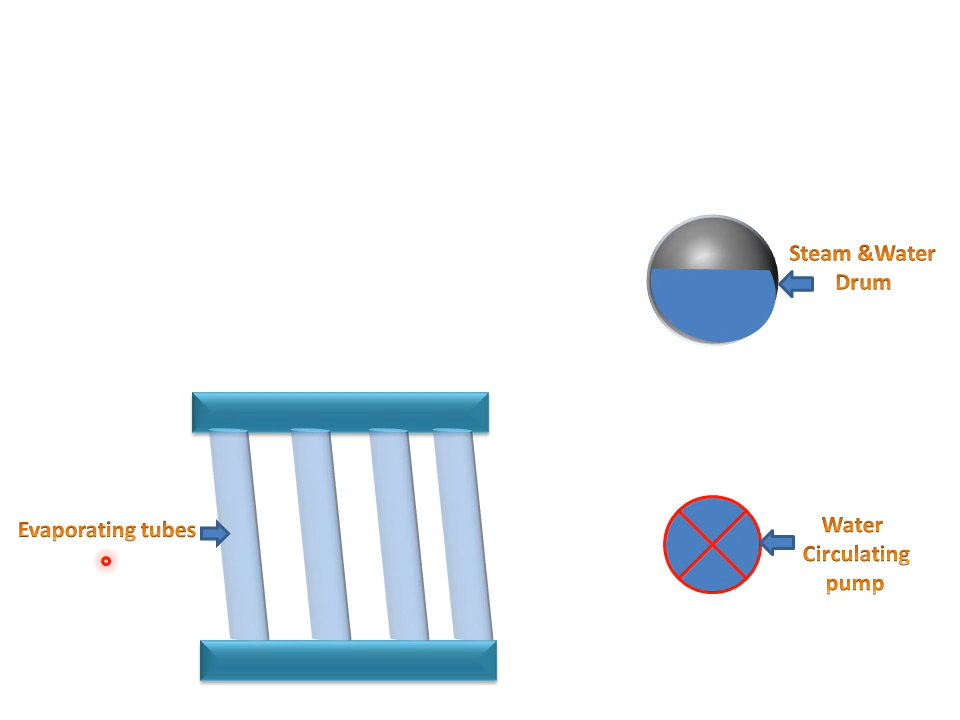 Steam &Water
Drum
Evaporating tubes
Water
Circulating
pump